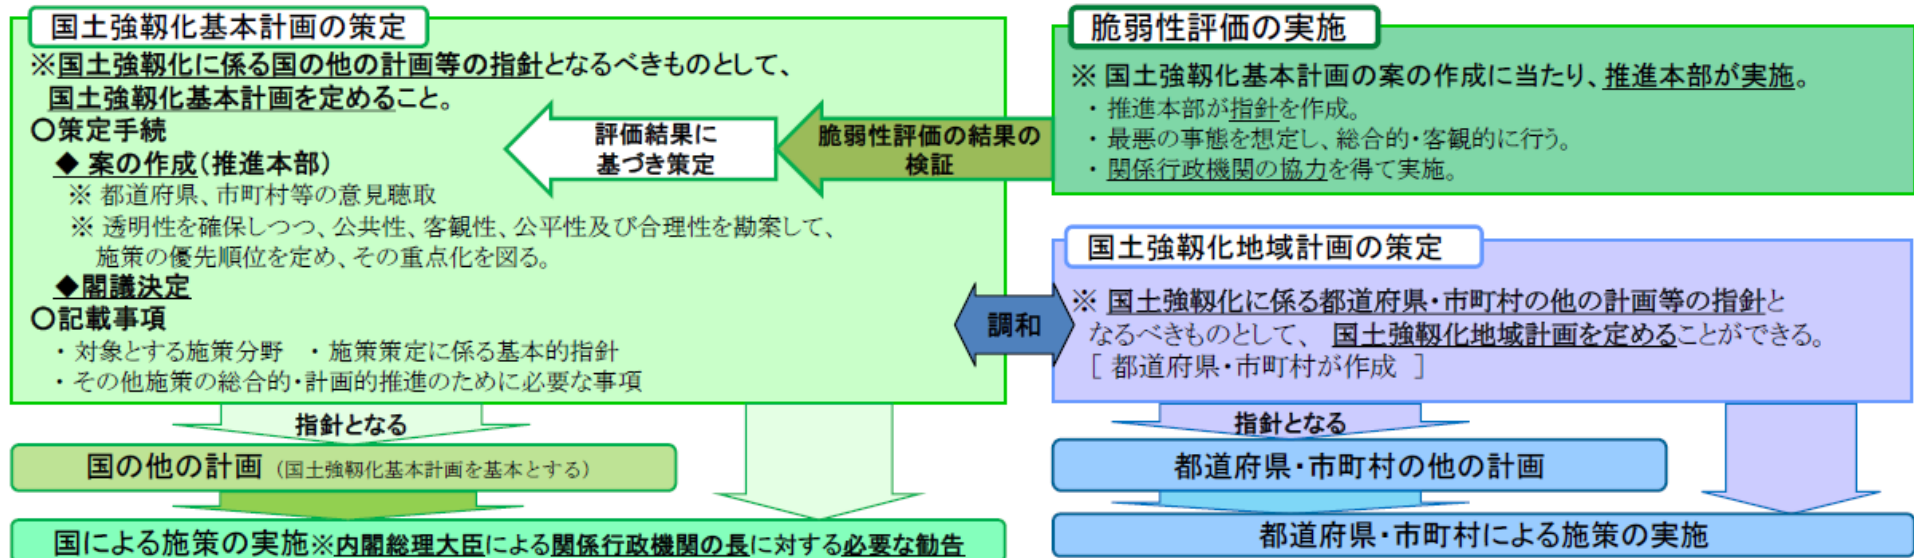 国土強靱化基本計画の策定
※国土強靱化に係る国の他の計画等の指針となるべきものとして、
国土強靱化基本計画を定めること。
○策定手続
◆ 案の作成(推進本部)
※ 都道府県、市町村等の意見聴取
※ 透明性を確保しつつ、公共性、客観性、公平性及び合理性を勘案して、
施策の優先順位を定め、その重点化を図る。
◆閣議決定
○記載事項
・対象とする施策分野 ・施策策定に係る基本的指針
・その他施策の総合的・計画的推進のために必要な事項
評価結果に
基づき策定
脆弱性評価の結果の
検証
脆弱性評価の実施
※ 国土強靱化基本計画の案の作成に当たり、推進本部が実施。
・推進本部が指針を作成。
・最悪の事態を想定し、総合的・客観的に行う。
・関係行政機関の協力を得て実施。
調和
国土強靱化地域計画の策定
※ 国土強靱化に係る都道府県・市町村の他の計画等の指針と
なるべきものとして、 国土強靱化地域計画を定めることができる。
[ 都道府県・市町村が作成 ]
指針となる
国の他の計画 (国土強靱化基本計画を基本とする)
国による施策の実施※内閣総理大臣による関係行政機関の長に対する必要な勧告
指針となる
都道府県・市町村の他の計画
都道府県・市町村による施策の実施